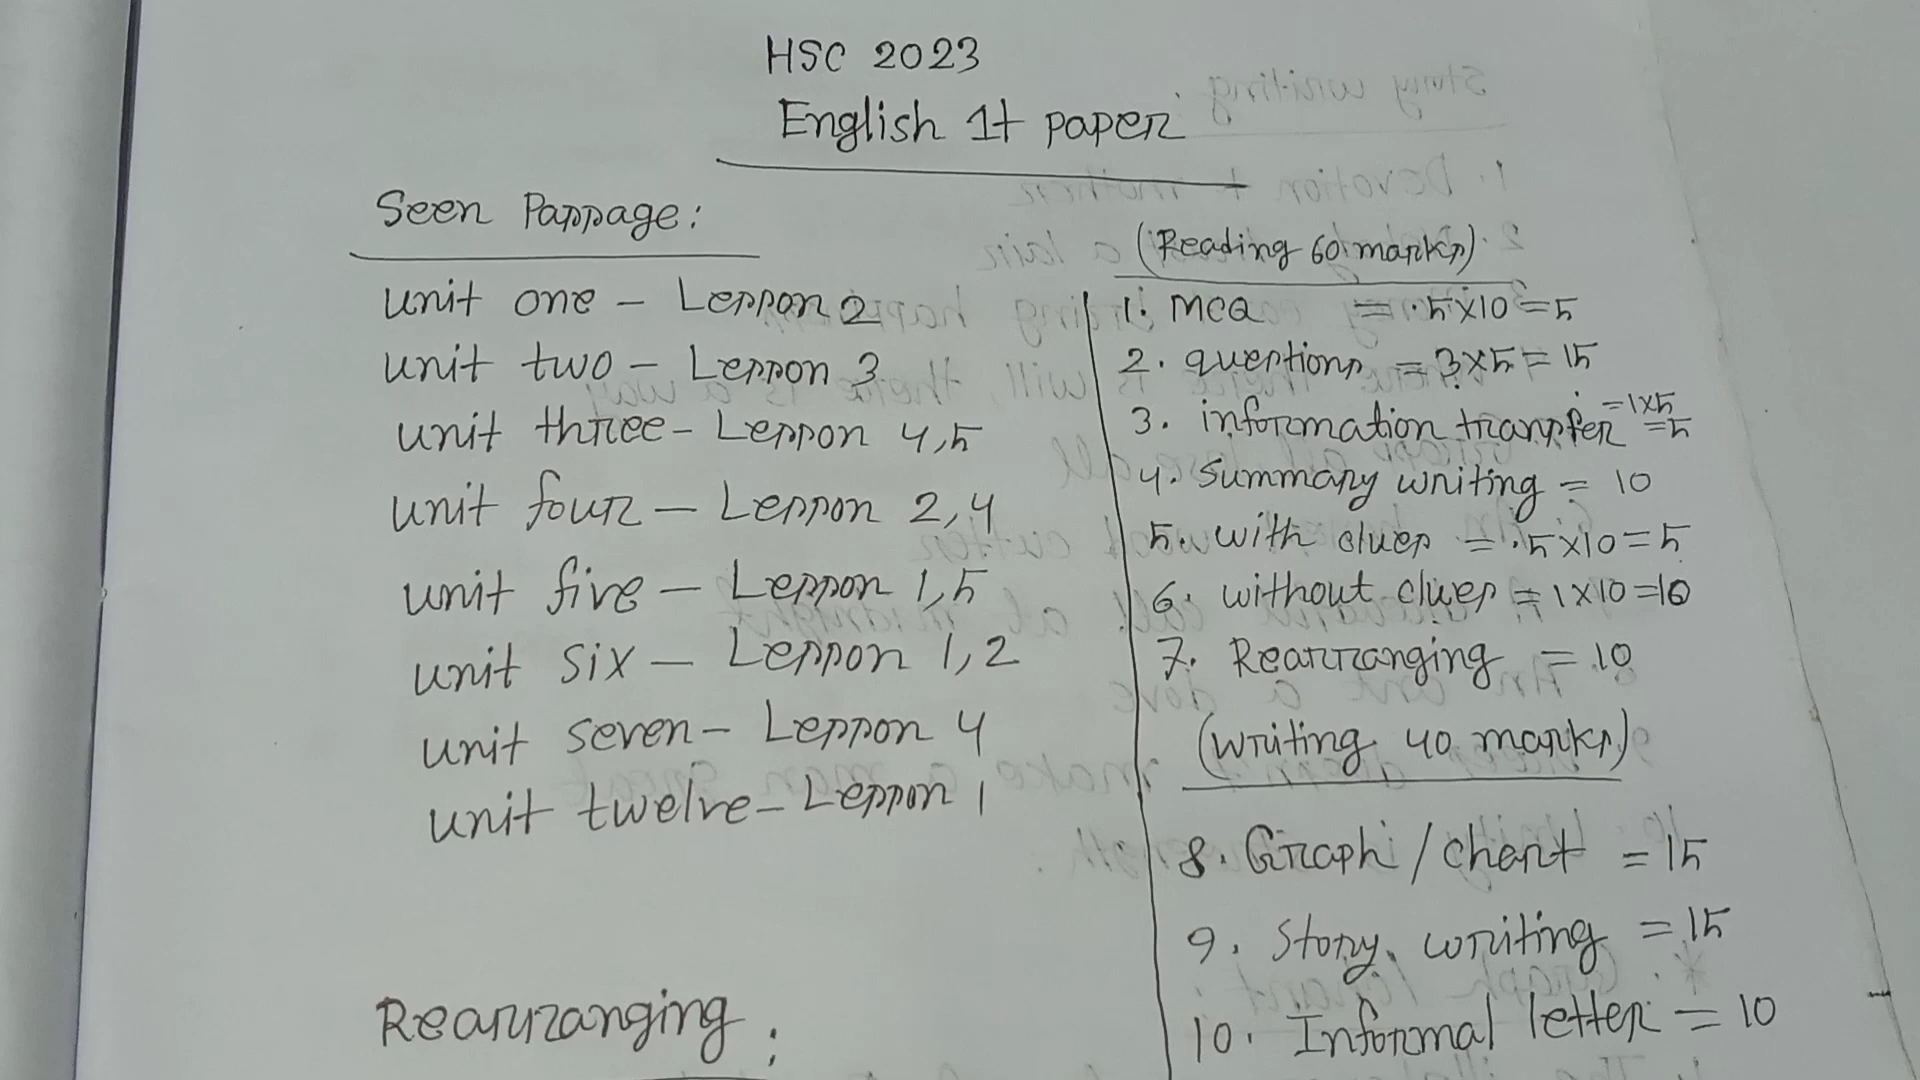 HSC 2023
English 1t paper
Seen Passage:
unit one – Lesson 2
unit two – Lesson 3
unit three – Lesson 4,5
unit four – Lesson 2,4
unit five – Lesson 1,5
unit six – Lesson 1,2
unit seven – Lesson 4
unit twelve – Lesson 1
Rearranging:
(Reading 60 marks)
1. MCQ = .5x10=5
2. questions = 3x5=15
3. information transfer =1x5
=5
4. Summary writing = 10
5. with clues = .5x10=5
6. without clues = 1x10=10
7. Rearranging = 10
(writing 40 marks)
8. Graph/chart = 15
9. Story writing = 15
10. Informal letter = 10